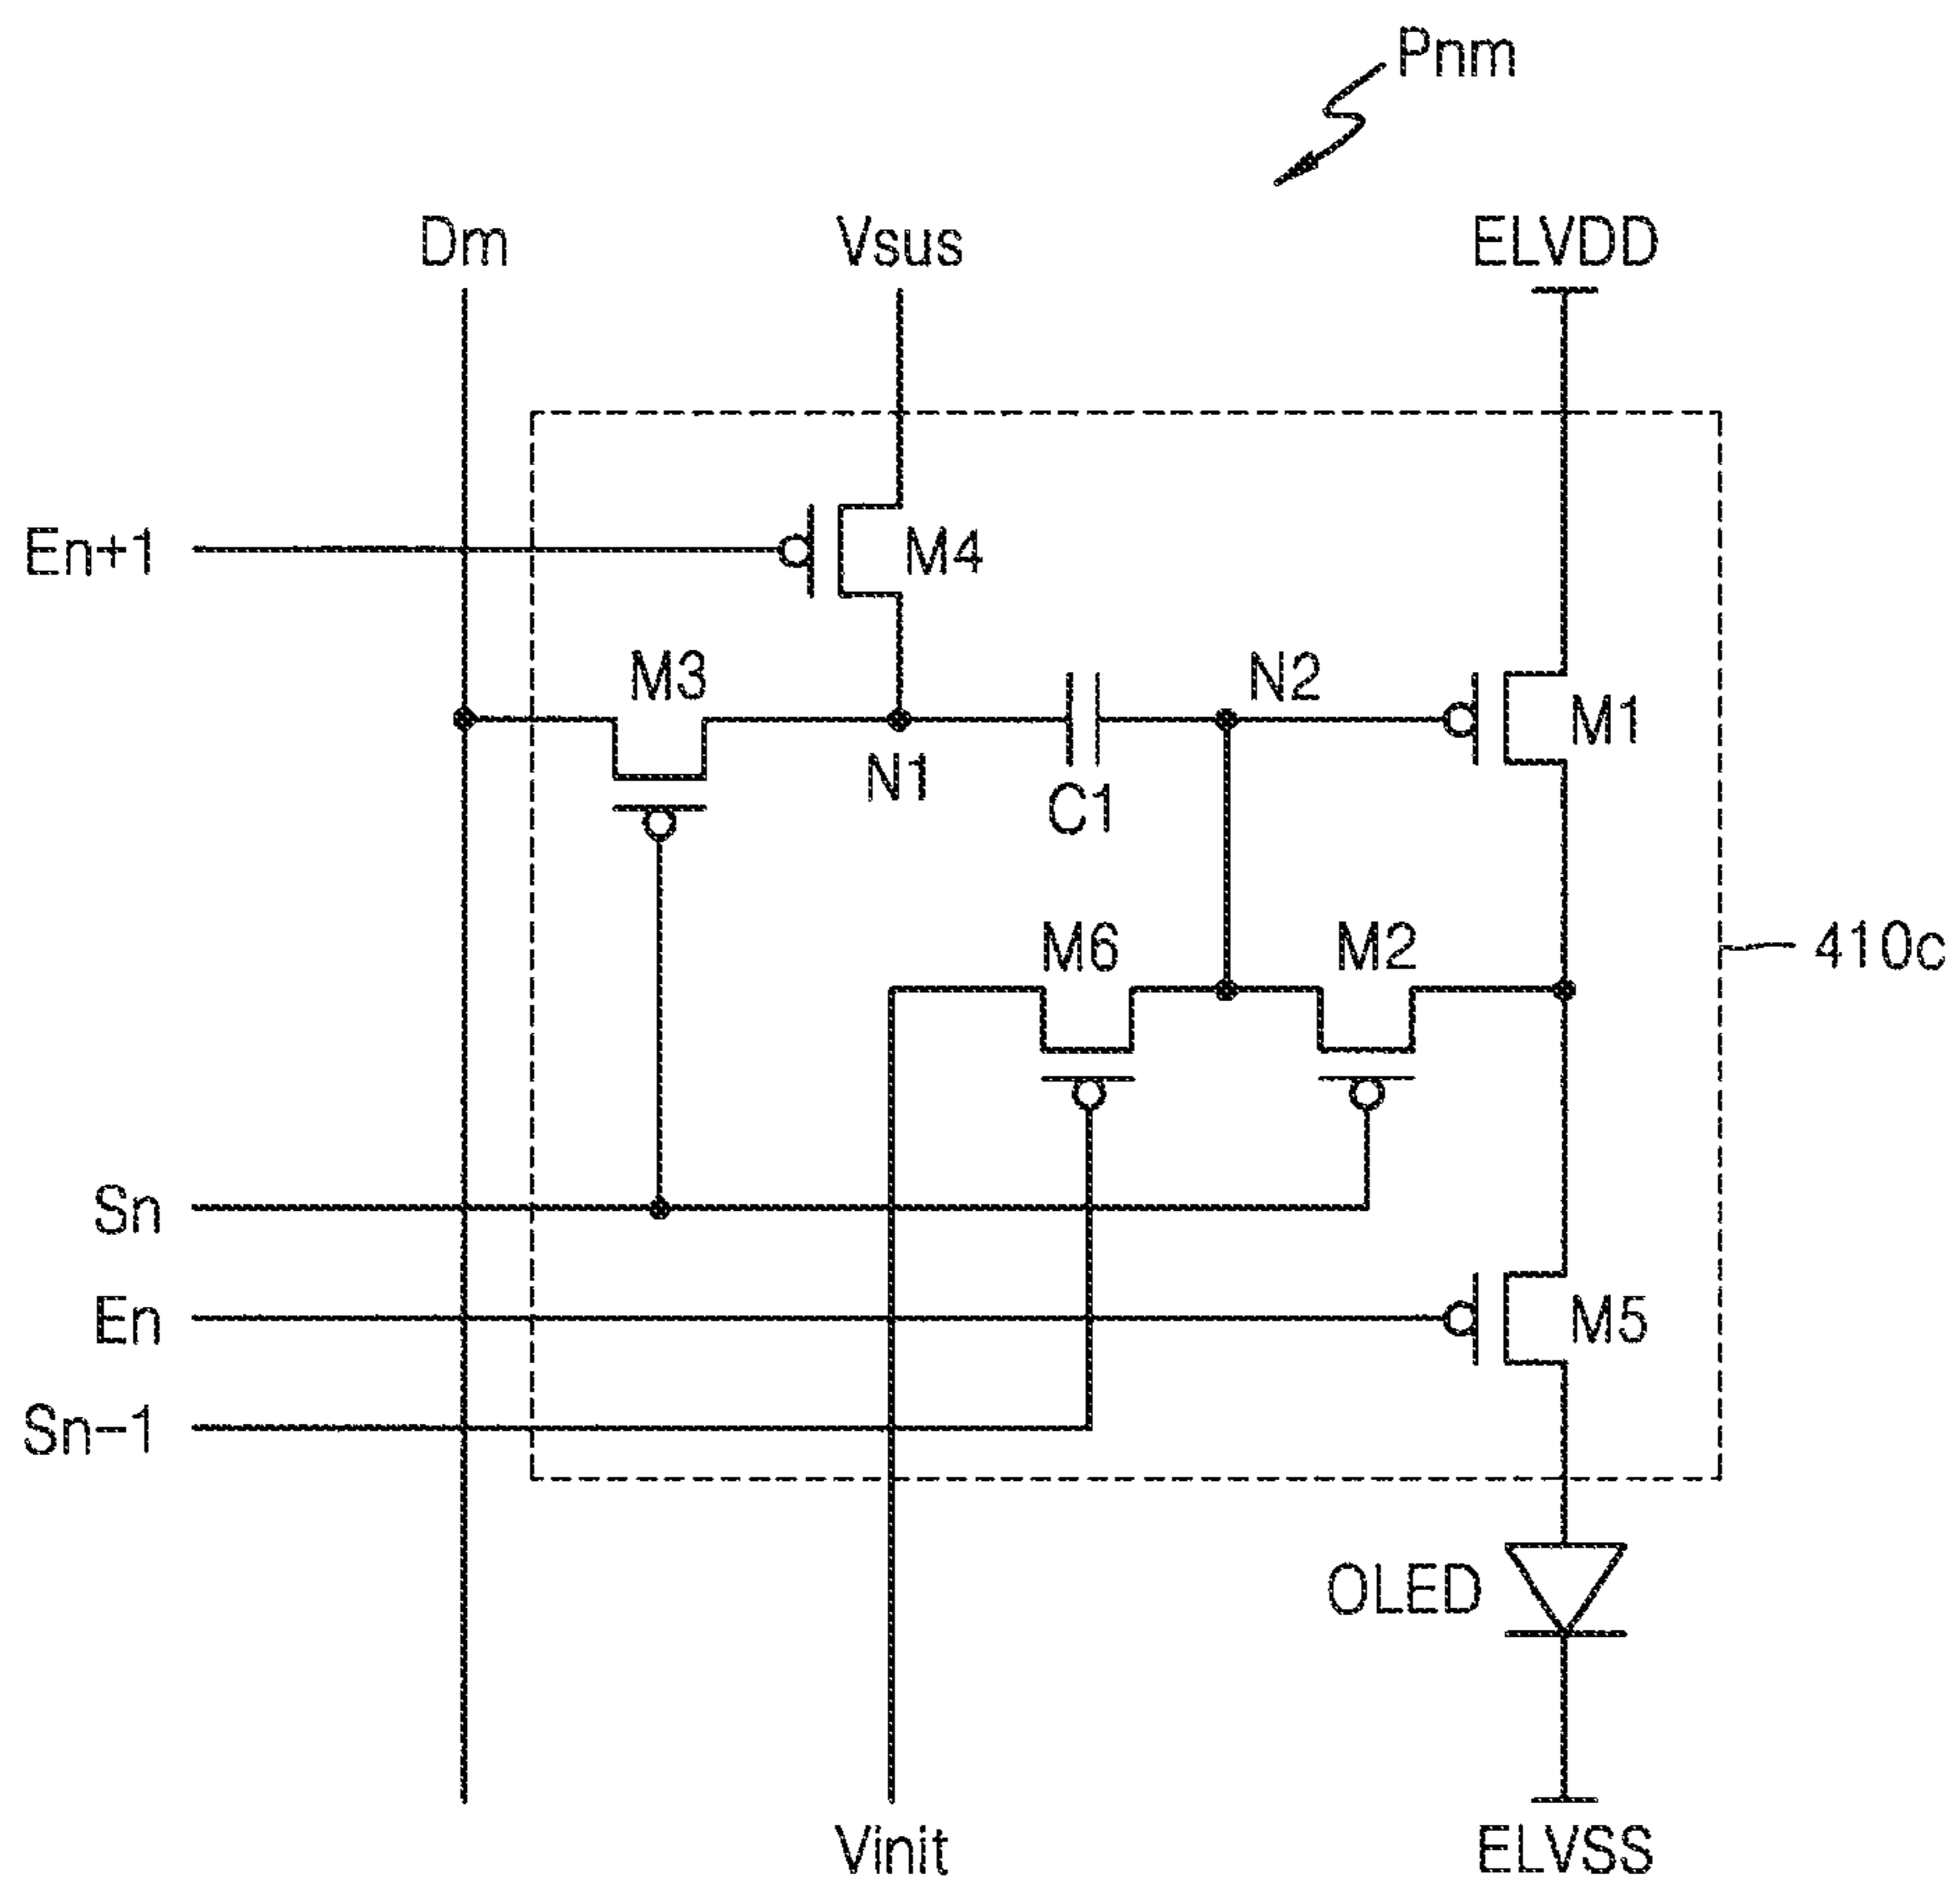 Pnm
Dm
Vsus
ELVDD
En+1
M4
M3
N2
M1
N1
C1
M6
M2
410c
Sn
En
M5
Sn-1
OLED
Vinit
ELVSS